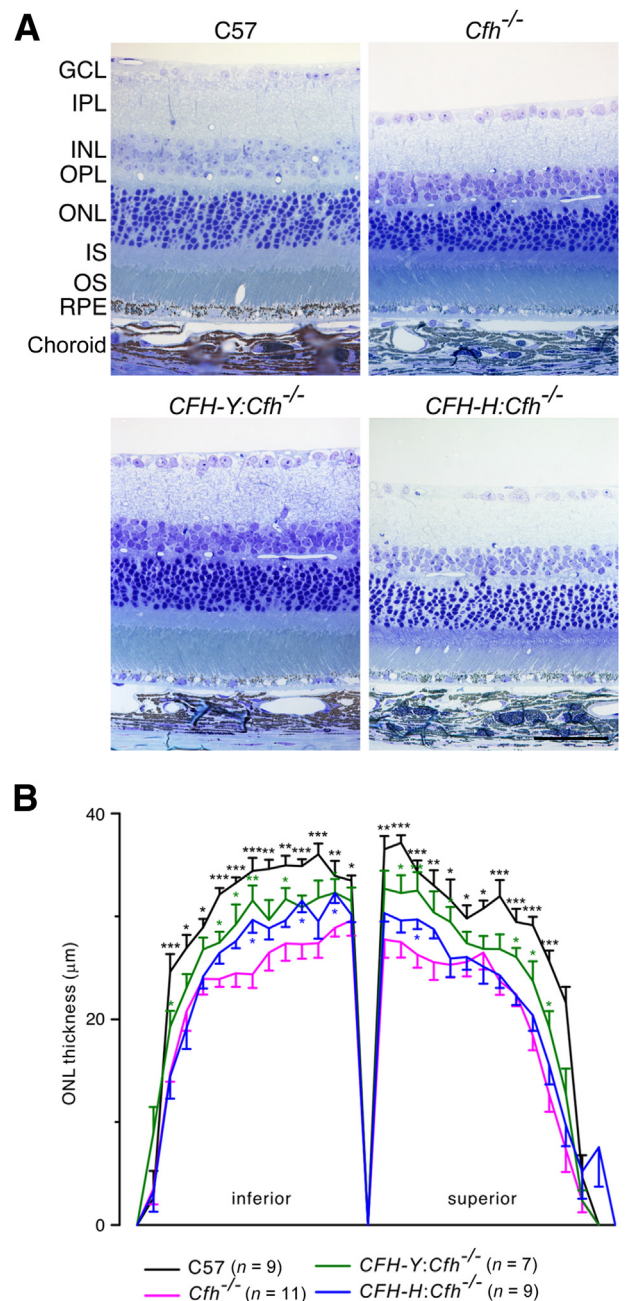 A
C57
Cfh-/-
GCL
IPL
INL
OPL
ONL
IS
OS
RPE
Choroid
CFH-Y:Cfh-/-
CFH-H:Cfh-/-
B
ONL thickness (μm)
40
20
0
*** * * *** *** *** ** ** *** *** ** *
* * * * * * * *
** *** *** ** * * * *** *** *** ***
* * * * * * *
inferior
superior
C57 (n = 9)
CFH-Y:Cfh-/- (n = 7)
Cfh-/- (n = 11)
CFH-H:Cfh-/- (n = 9)